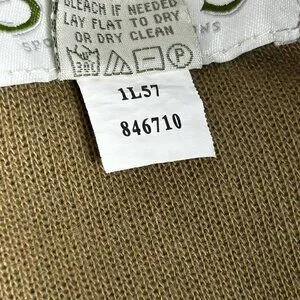 BLEACH IF NEEDED
LAY FLAT TO DRY
OR DRY CLEAN
P
1L57
846710